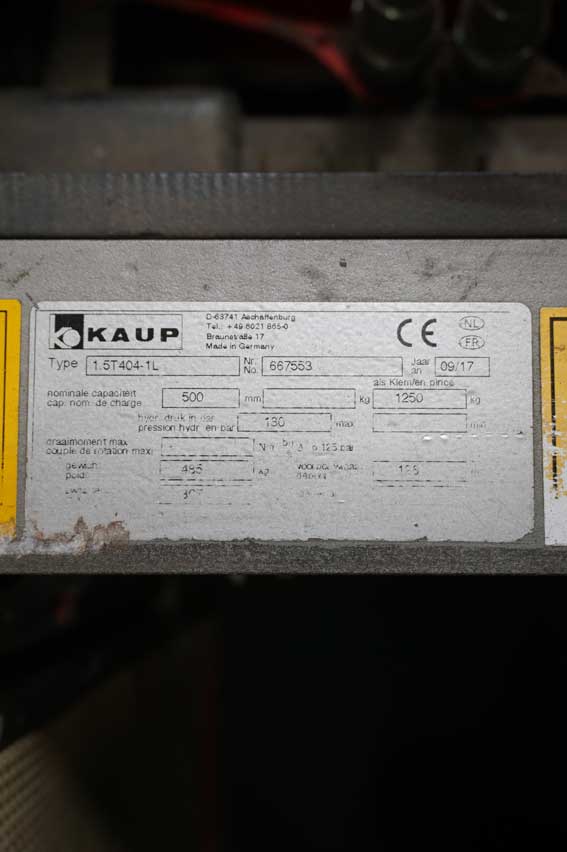 KAUP
D-63741 Aschaffenburg
Tel.: +49 6021 865-0
Braunstraße 17
Made in Germany
CE
NL
FR
Type 1.5T404-1L Nr. No. 667553 Jaar an 09/17
als Klem/en pince
nominale capaciteit 500 mm kg 1250 kg
cap. nom. de charge
hydr. druk in bar 130 max
pression hydr. en bar
draaimoment max
couple de rotation maxi 125 bar
485 kg